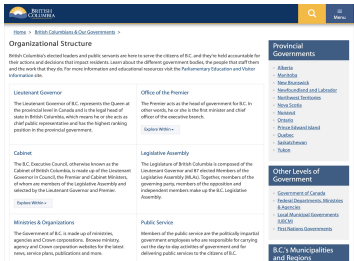 BRITISH
COLUMBIA
Menu
Home > British Columbians & Our Governments >
Organizational Structure
British Columbia's elected leaders and public servants are here to serve the citizens of B.C. and they're held accountable for
their actions and decisions that impact residents. Learn about the different government bodies, the people that staff them
and the work that they do. For more information and educational resources visit the Parliamentary Education and Visitor
Information site.
Lieutenant Governor
The Lieutenant Governor of B.C. represents the Queen at
the provincial level in Canada and is the legal head of
state in British Columbia, which means he or she acts as
chief public representative and has the highest ranking
position in the provincial government.
Office of the Premier
The Premier acts as the head of government for B.C. In
other words, he or she is the first minister and chief
officer of the executive branch.
Explore Within
Cabinet
The B.C. Executive Council, otherwise known as the
Cabinet of British Columbia, is made up of the Lieutenant
Governor in Council, the Premier and Cabinet Ministers,
of whom are members of the Legislative Assembly and
selected by the Lieutenant Governor or Premier.
Explore Within
Legislative Assembly
The Legislature of British Columbia is composed of the
Lieutenant Governor and 87 elected Members of the
Legislative Assembly (MLAs). Together, members of the
governing party, members of the opposition and
independent members make up the B.C. Legislative
Assembly.
Ministries & Organizations
The Government of B.C. is made up of ministries,
agencies and Crown corporations. Browse ministry,
agency and Crown corporation websites for the latest
news, service plans, publications and more.
Public Service
Members of the public service are the politically impartial
government employees who are responsible for carrying
out the day-to-day activities of government and for
delivering public services to the citizens of B.C.
Provincial
Governments
Alberta
Manitoba
New Brunswick
Newfoundland and Labrador
Northwest Territories
Nova Scotia
Nunavut
Ontario
Prince Edward Island
Quebec
Saskatchewan
Yukon
Other Levels of
Government
Government of Canada
Federal Departments, Ministries
& Agencies
Local Municipal Governments
(UBCM)
First Nations Governments
B.C.'s Municipalities
and Regions